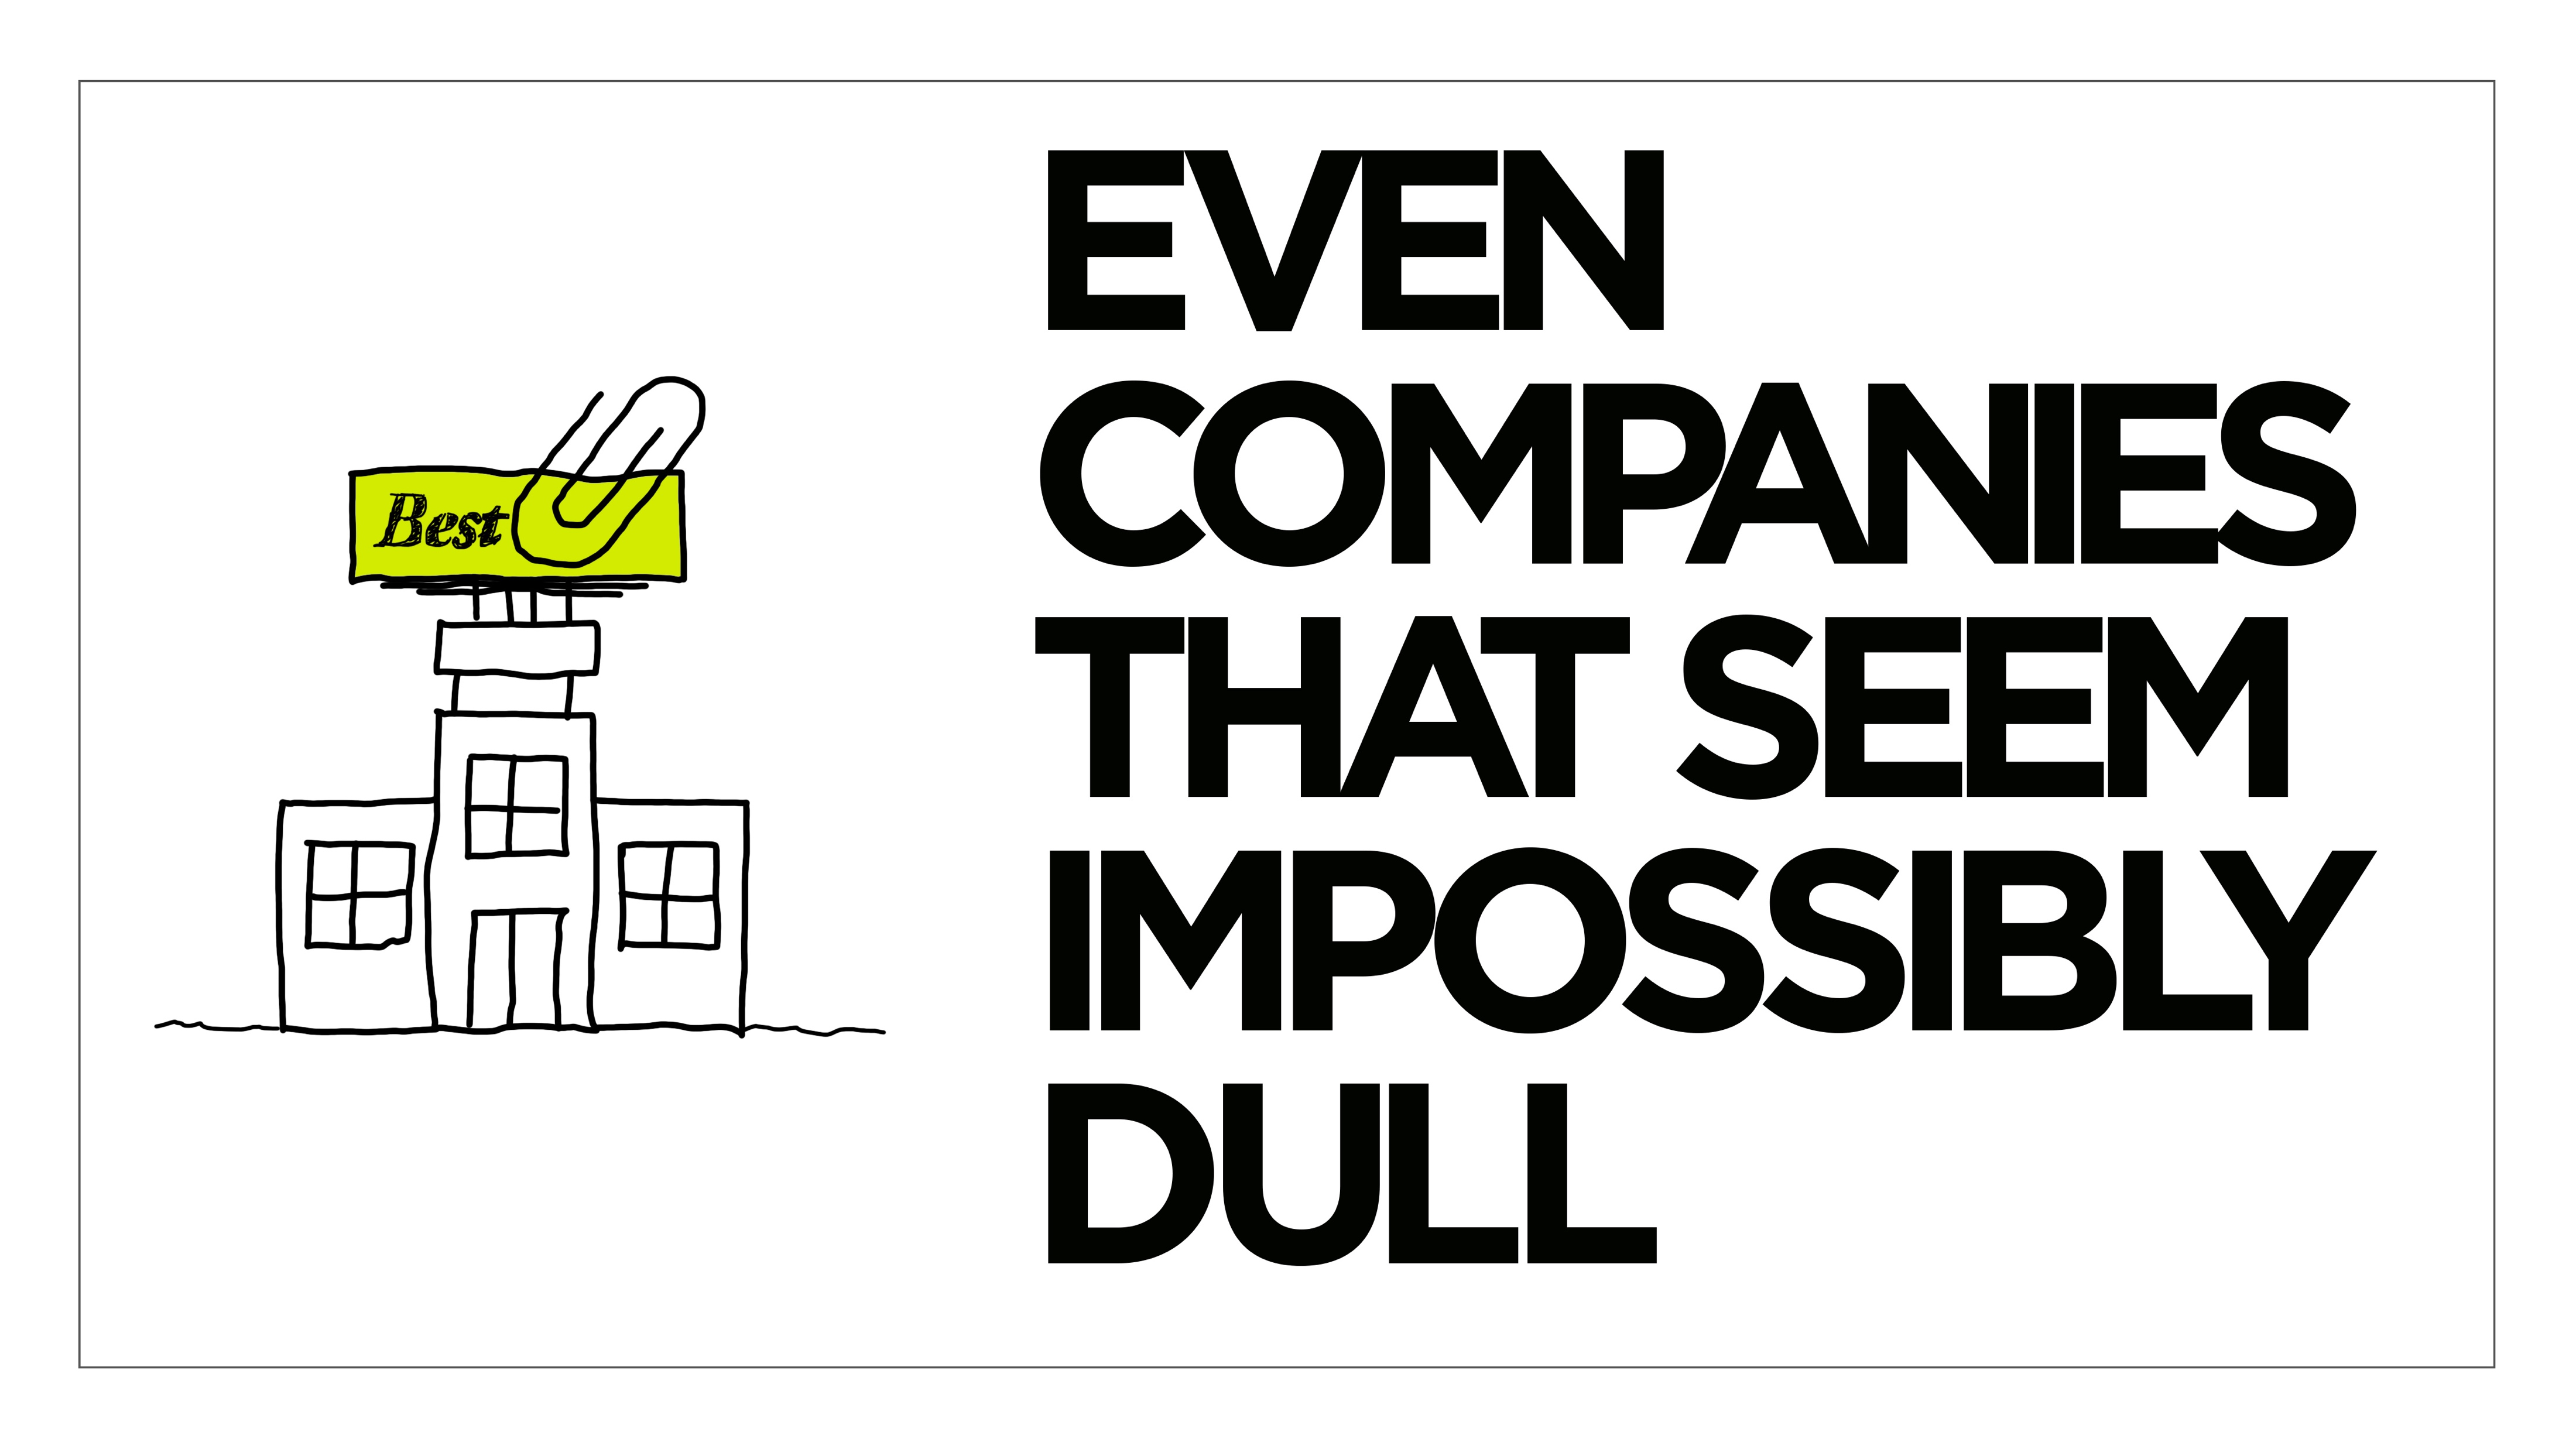 Best
EVEN
COMPANIES
THAT SEEM
IMPOSSIBLY
DULL